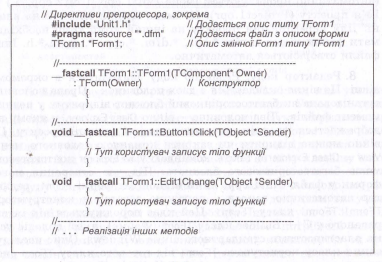 // Директиви препроцесора, зокрема
#include "Unit1.h" // Додається опис типу TForm1
#pragma resource "*.dfm" // Додається файл з описом форми
TForm1 *Form1; // Опис змінної Form1 типу TForm1
//--------------------------------------------------------
__fastcall TForm1::TForm1(TComponent* Owner)
: TForm(Owner) // Конструктор
{
}
//--------------------------------------------------------
void __fastcall TForm1::Button1Click(TObject *Sender)
{
// Тут користувач записує тіло функції
}
//--------------------------------------------------------
void __fastcall TForm1::Edit1Change(TObject *Sender)
{
// Тут користувач записує тіло функції
}
//--------------------------------------------------------
// ... Реалізація інших методів